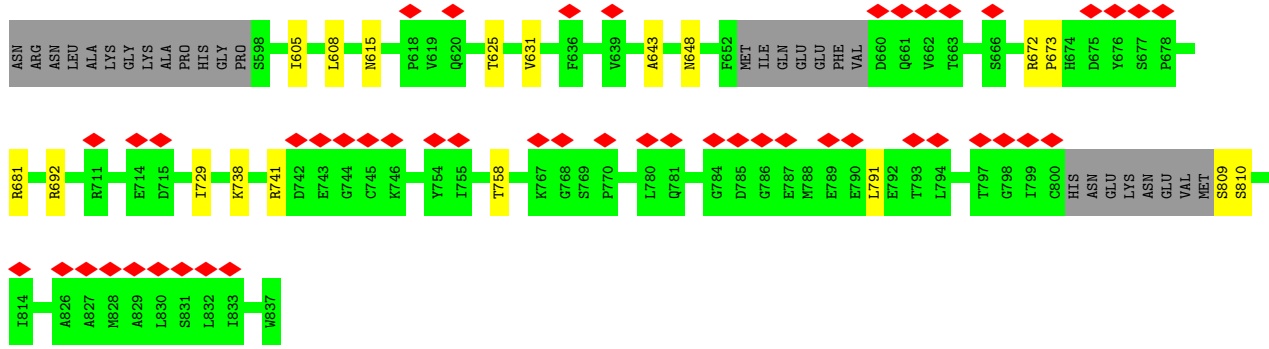 ASN ARG ASN LEU ALA LYS GLY LYS ALA PRO HIS GLY PRO S598 I605 L608 N615 P618 V619 Q620 T625 V631 F636 V639 A643 N648 F652 MET ILE GLN GLU GLU PHE VAL D660 Q661 V662 T663 S666 R672 P673 H674 D675 Y676 S677 P678
R681 R692 R711 E714 D715 I729 K738 R741 D742 E743 G744 C745 K746 Y754 I755 T758 K767 G768 S769 P770 L780 Q781 G784 D785 G786 E787 M788 E789 E790 L791 E792 T793 L794 T797 G798 I799 C800 HIS ASN GLU LYS ASN GLU VAL MET S809 S810
I814 A826 A827 M828 A829 L830 S831 L832 I833 W837